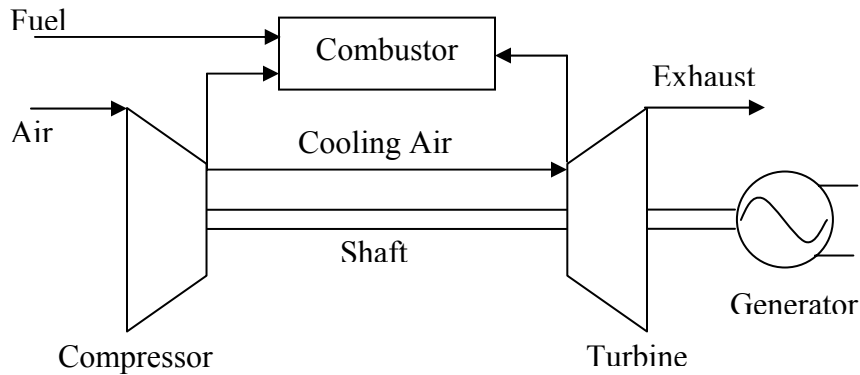 Fuel
Combustor
Exhaust
Air
Cooling Air
Shaft
Generator
Compressor
Turbine